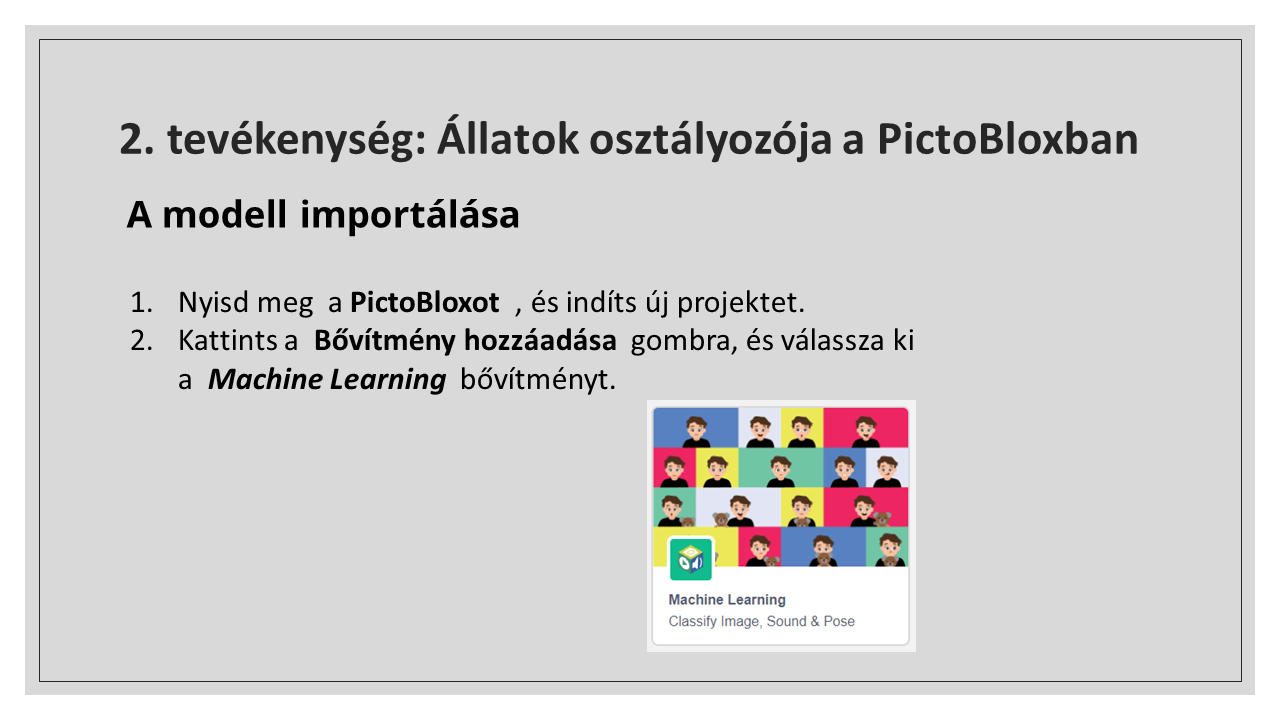 2. tevékenység: Állatok osztályozója a PictoBloxban
A modell importálása
1. Nyisd meg a PictoBloxot , és indíts új projektet.
2. Kattints a Bővítmény hozzáadása gombra, és válassza ki
a Machine Learning bővítményt.
Machine Learning
Classify Image, Sound & Pose